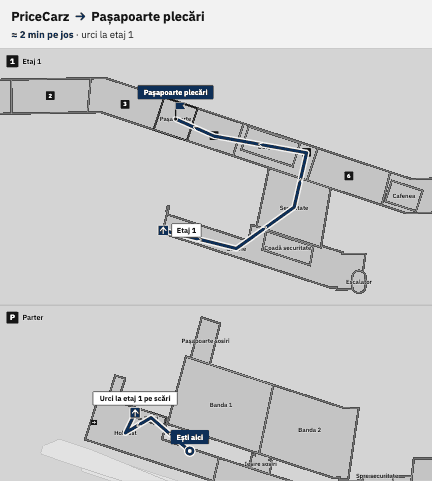 PriceCarz → Pașapoarte plecări
≈ 2 min pe jos · urci la etaj 1
1 Etaj 1
2
3
Pașapoarte plecări
6
Cafenea
Etaj 1
Coadă securitate
Escalator
P Parter
Pașapoarte sosiri
Urci la etaj 1 pe scări
Banda 1
Banda 2
Ești aici